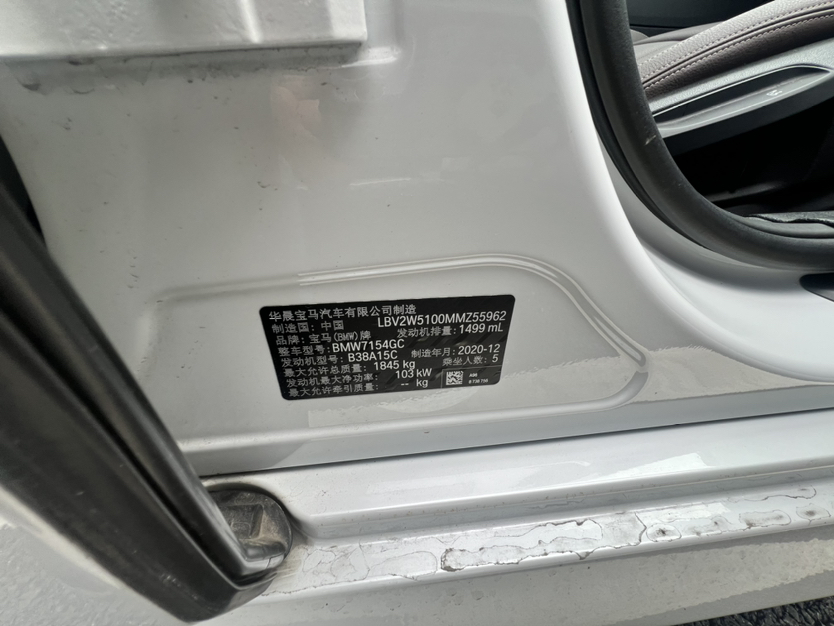 华晨宝马汽车有限公司制造
制造国：中国 LBV2W5100MMZ55962
品牌：宝马(BMW)牌 发动机排量：1499 mL
整车型号：BMW7154GC
发动机型号：B38A15C 制造年月：2020-12
最大允许总质量：1845 kg 乘坐人数：5
发动机最大净功率：103 kW
最大允许牵引质量：-- kg